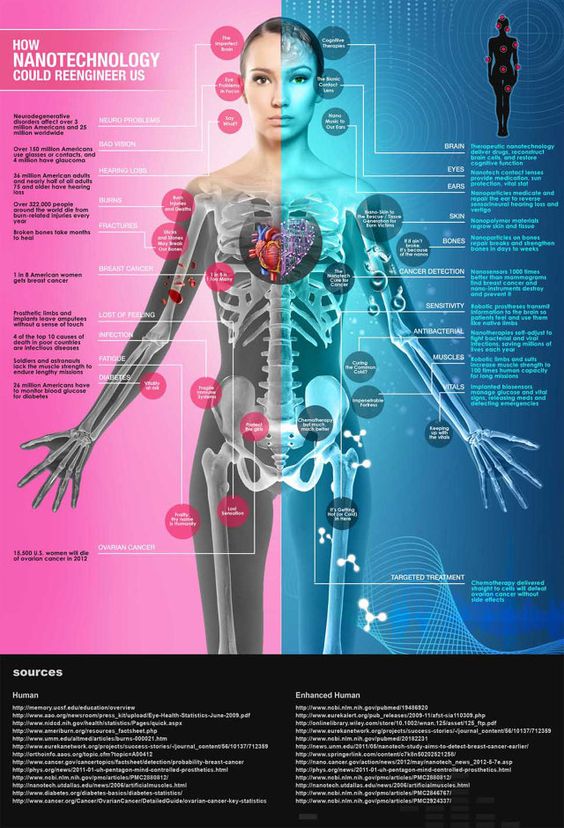 HOW
NANOTECHNOLOGY
COULD REENGINEER US
The
Imperfect
Brain
Cognitive
Therapies
Eye
Problems
in Focus
The Bionic
Contact
Lens
Say
What?
Nano
Music to
Our Ears
Neurodegenerative
disorders affect over 3
million Americans and 25
million worldwide
NEURO PROBLEMS
Over 150 million Americans
use glasses or contacts, and
4 million have glaucoma
BAD VISION
36 million American adults
and nearly half of all adults
75 and older have hearing
loss
HEARING LOSS
Over 322,000 people
around the world die from
burn-related injuries every
year
BURNS
Broken bones take months
to heal
FRACTURES
1 in 8 American women
gets breast cancer
BREAST CANCER
Prosthetic limbs and
implants leave amputees
without a sense of touch
LOST OF FEELING
4 of the top 10 causes of
death in poor countries
are infectious diseases
INFECTION
Soldiers and astronauts
lack the muscle strength to
endure lengthy missions
FATIGUE
26 million Americans have
to monitor blood glucose
for diabetes
DIABETES
15,500 U.S. women will die
of ovarian cancer in 2012
OVARIAN CANCER
Burn
Injuries
and Deaths
Sticks
and Stones
May Break
Our Bones
1 in 8 is
1 Too Many
Vitality
at risk
Fragile
Immune
Systems
Protect
the girls
Frailty,
thy name
is Humanity
Lost
Sensation
Nano-Skin to
the Rescue / Tissue
Generation for
Burn Victims
If it ain't
broke
it's because
of the nanos
The
Nanotech
Cure for
Cancer
Curing the
Common Cold?
Impenetrable
Fortress
Chemotherapy
but much,
much better
Keeping
up with
the vitals
It's Getting
Hot (or Cold)
in Here
BRAIN
Therapeutic nanotechnology
deliver drugs, reconstruct
brain cells, and restore
cognitive function
EYES
Nanotech contact lenses
provide medication, sun
protection, vital stat
EARS
Nanoparticles medicate and
repair the ear to reverse
sensorineural hearing loss and
vertigo
SKIN
Nanopolymer materials
regrow skin and tissue
BONES
Nanoparticles on bones
repair breaks and strengthen
bones in days to weeks
CANCER DETECTION
Nanosensors 1000 times
better than mammograms
find breast cancer and
nano-instruments destroy
and prevent it
SENSITIVITY
Robotic prostheses transmit
information to the brain so
patients feel and use them
like native limbs
ANTIBACTERIAL
Nanotherapies self-adjust to
fight bacterial and viral
infections, saving millions of
lives each year
MUSCLES
Robotic limbs and suits
increase muscle strength to
100 times human capacity
for long missions
VITALS
Implanted biosensors
manage glucose and vital
signs, releasing meds and
detecting emergencies
TARGETED TREATMENT
Chemotherapy delivered
straight to cells will defeat
ovarian cancer without
side effects
sources
Human
http://memory.ucsf.edu/education/overview
http://www.aao.org/newsroom/press_kit/upload/Eye-Health-Statistics-June-2009.pdf
http://www.nidcd.nih.gov/health/statistics/Pages/quick.aspx
http://www.ameriburn.org/resources_factsheet.php
http://www.umm.edu/altmed/articles/burns-000021.htm
http://www.eurekanetwork.org/projects/success-stories/-/journal_content/56/10137/712359
http://orthoinfo.aaos.org/topic.cfm?topic=A00412
http://www.cancer.gov/cancertopics/factsheet/detection/probability-breast-cancer
http://phys.org/news/2011-01-uh-pentagon-mind-controlled-prosthetics.html
http://www.ncbi.nlm.nih.gov/pmc/articles/PMC2880812/
http://nanotech.utdallas.edu/news/2006/artificialmuscles.html
http://www.diabetes.org/diabetes-basics/diabetes-statistics/
http://www.cancer.org/Cancer/OvarianCancer/DetailedGuide/ovarian-cancer-key-statistics
Enhanced Human
http://www.ncbi.nlm.nih.gov/pubmed/19486920
http://www.eurekalert.org/pub_releases/2009-11/afst-sia110309.php
http://onlinelibrary.wiley.com/store/10.1002/wnan.125/asset/125_ftp.pdf
http://www.eurekanetwork.org/projects/success-stories/-/journal_content/56/10137/712359
http://www.ncbi.nlm.nih.gov/pubmed/20182231
http://news.unm.edu/2011/06/nanotech-study-aims-to-detect-breast-cancer-earlier/
http://www.springerlink.com/content/c7klln5020521258/
http://nano.cancer.gov/action/news/2012/may/nanotech_news_2012-5-7e.asp
http://phys.org/news/2011-01-uh-pentagon-mind-controlled-prosthetics.html
http://www.ncbi.nlm.nih.gov/pmc/articles/PMC2880812/
http://nanotech.utdallas.edu/news/2006/artificialmuscles.html
http://www.ncbi.nlm.nih.gov/pmc/articles/PMC2846767/
http://www.ncbi.nlm.nih.gov/pmc/articles/PMC2924337/